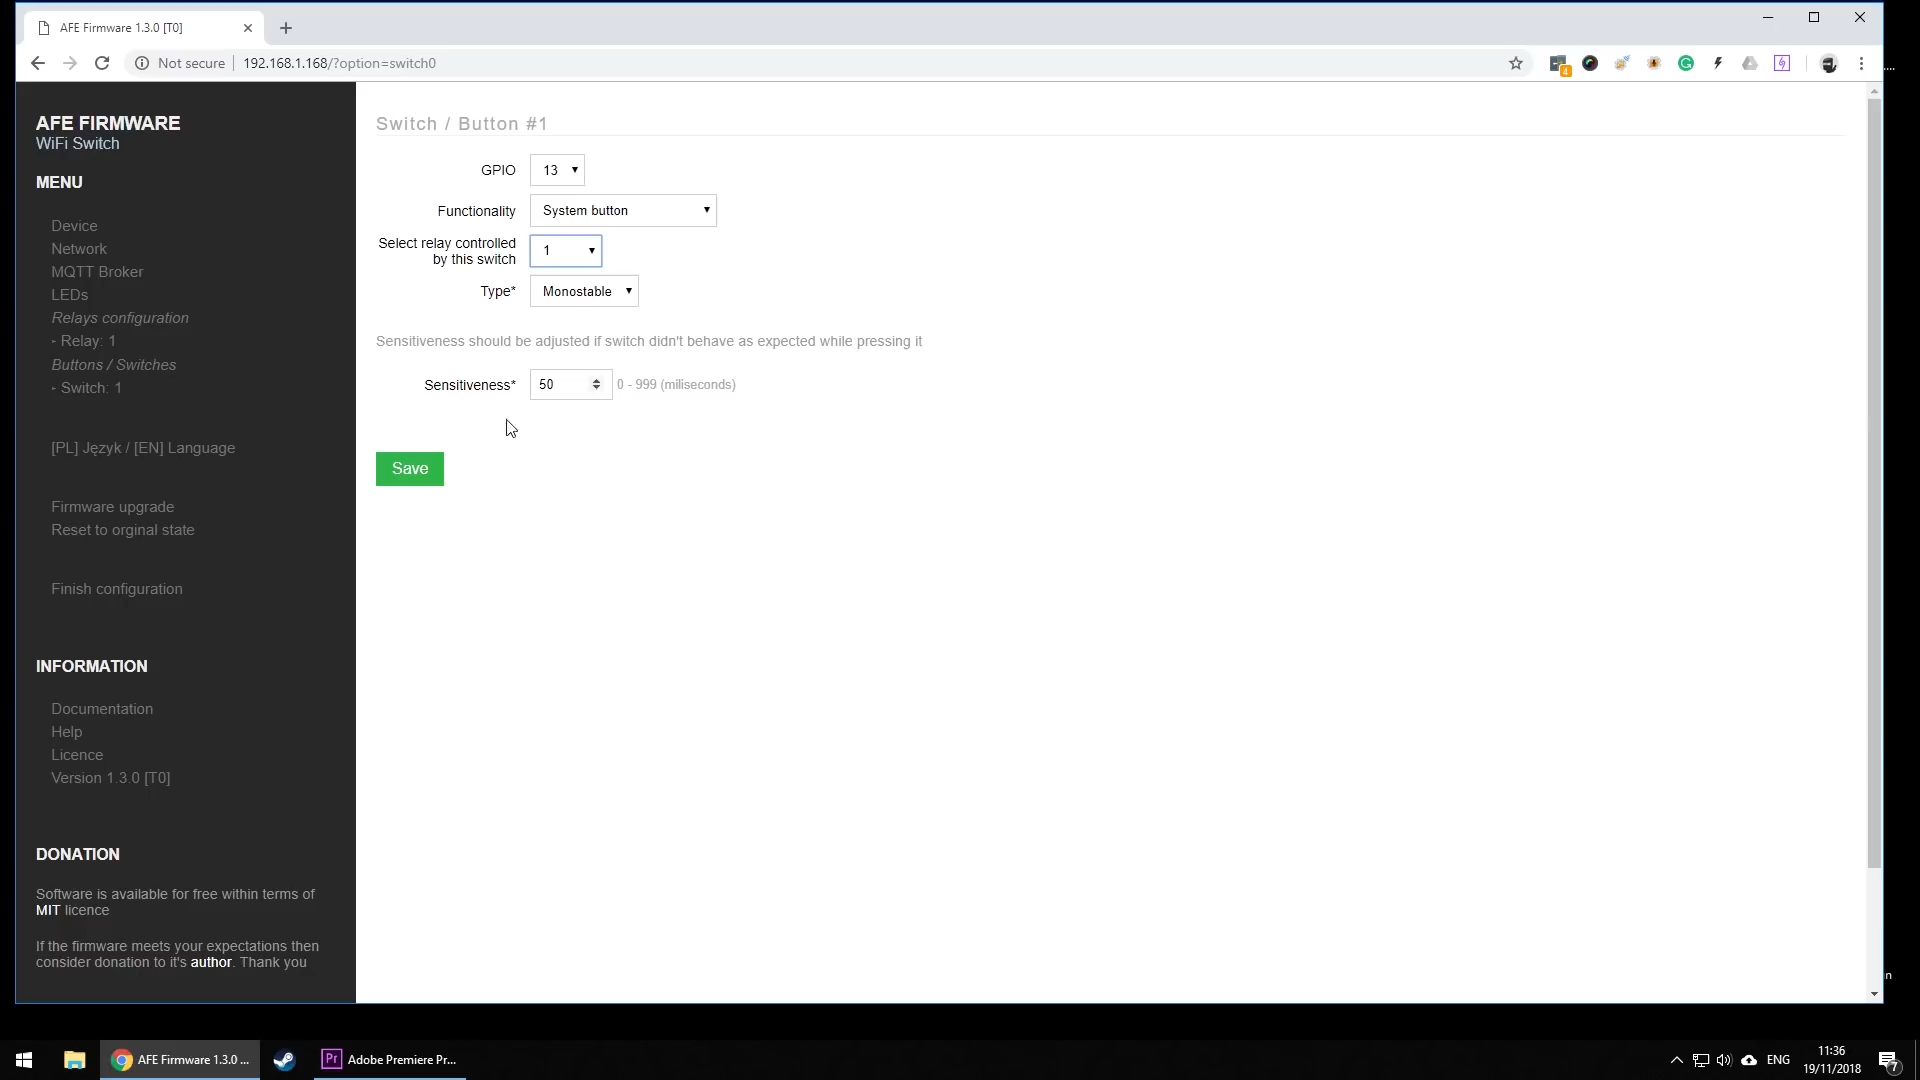 AFE Firmware 1.3.0 [T0]
Not secure
192.168.1.168/?option=switch0
4
AFE FIRMWARE
WiFi Switch
MENU
Device
Network
MQTT Broker
LEDs
Relays configuration
- Relay: 1
Buttons / Switches
- Switch: 1
[PL] Język / [EN] Language
Firmware upgrade
Reset to orginal state
Finish configuration
INFORMATION
Documentation
Help
Licence
Version 1.3.0 [T0]
DONATION
Software is available for free within terms of
MIT licence
If the firmware meets your expectations then
consider donation to it's author. Thank you
Switch / Button #1
GPIO 13
Functionality System button
Select relay controlled
by this switch 1
Type* Monostable
Sensitiveness should be adjusted if switch didn't behave as expected while pressing it
Sensitiveness* 50 0 - 999 (miliseconds)
Save
AFE Firmware 1.3.0 ...
Pr Adobe Premiere Pr...
ENG
11:36
19/11/2018
7